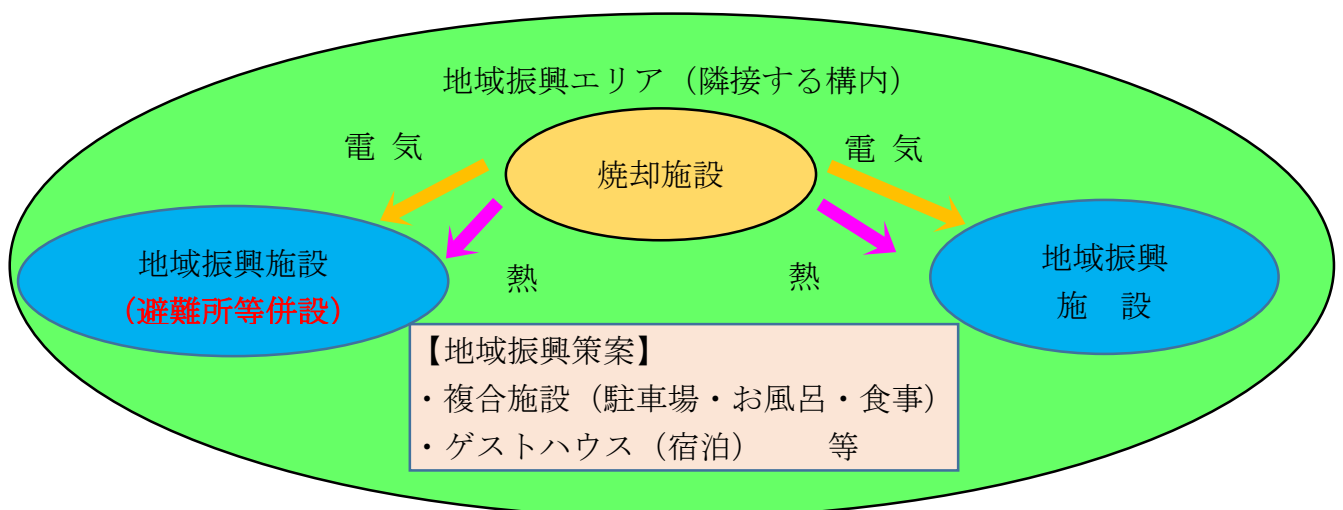 地域振興エリア（隣接する構内）
電 気
電 気
焼却施設
地域振興施設
（避難所等併設）
熱
熱
地域振興
施　設
【地域振興策案】
・複合施設（駐車場・お風呂・食事）
・ゲストハウス（宿泊）　　等